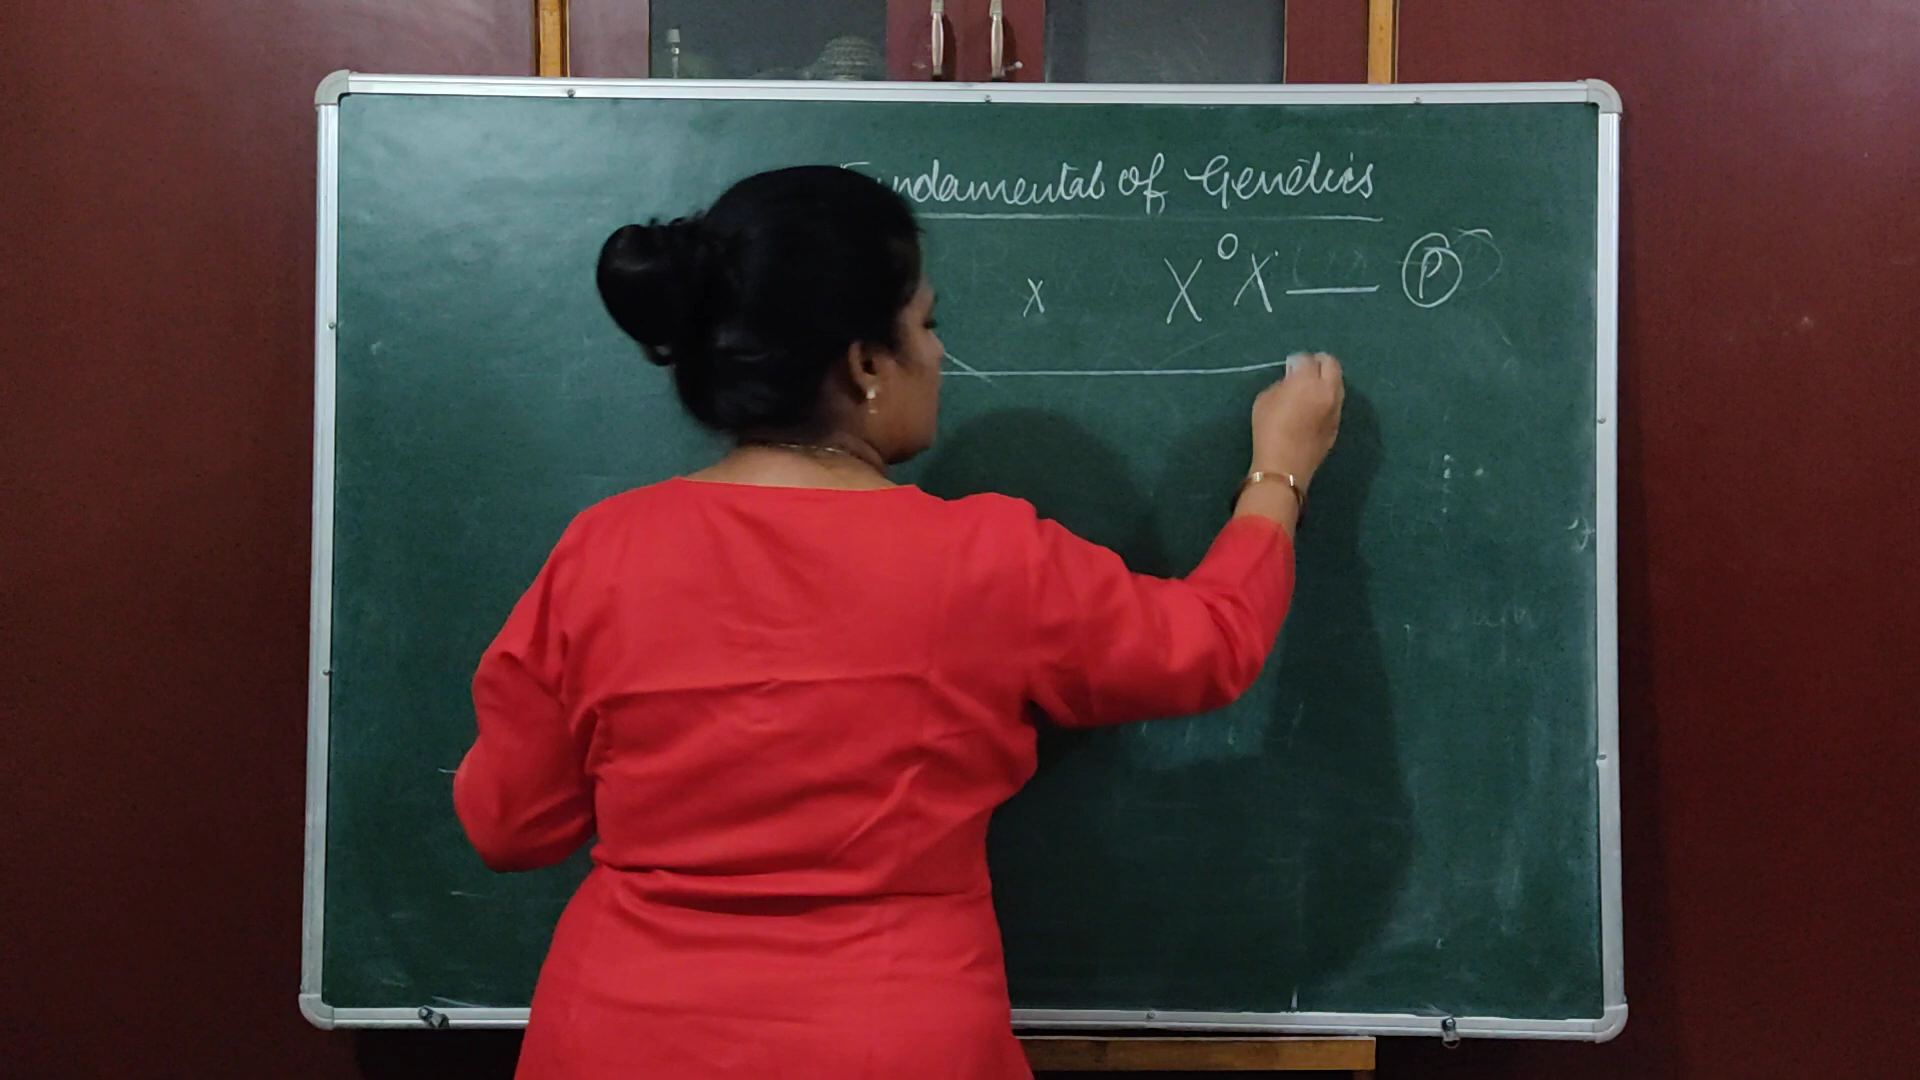 Fundamental of Genetics
x X° X — P